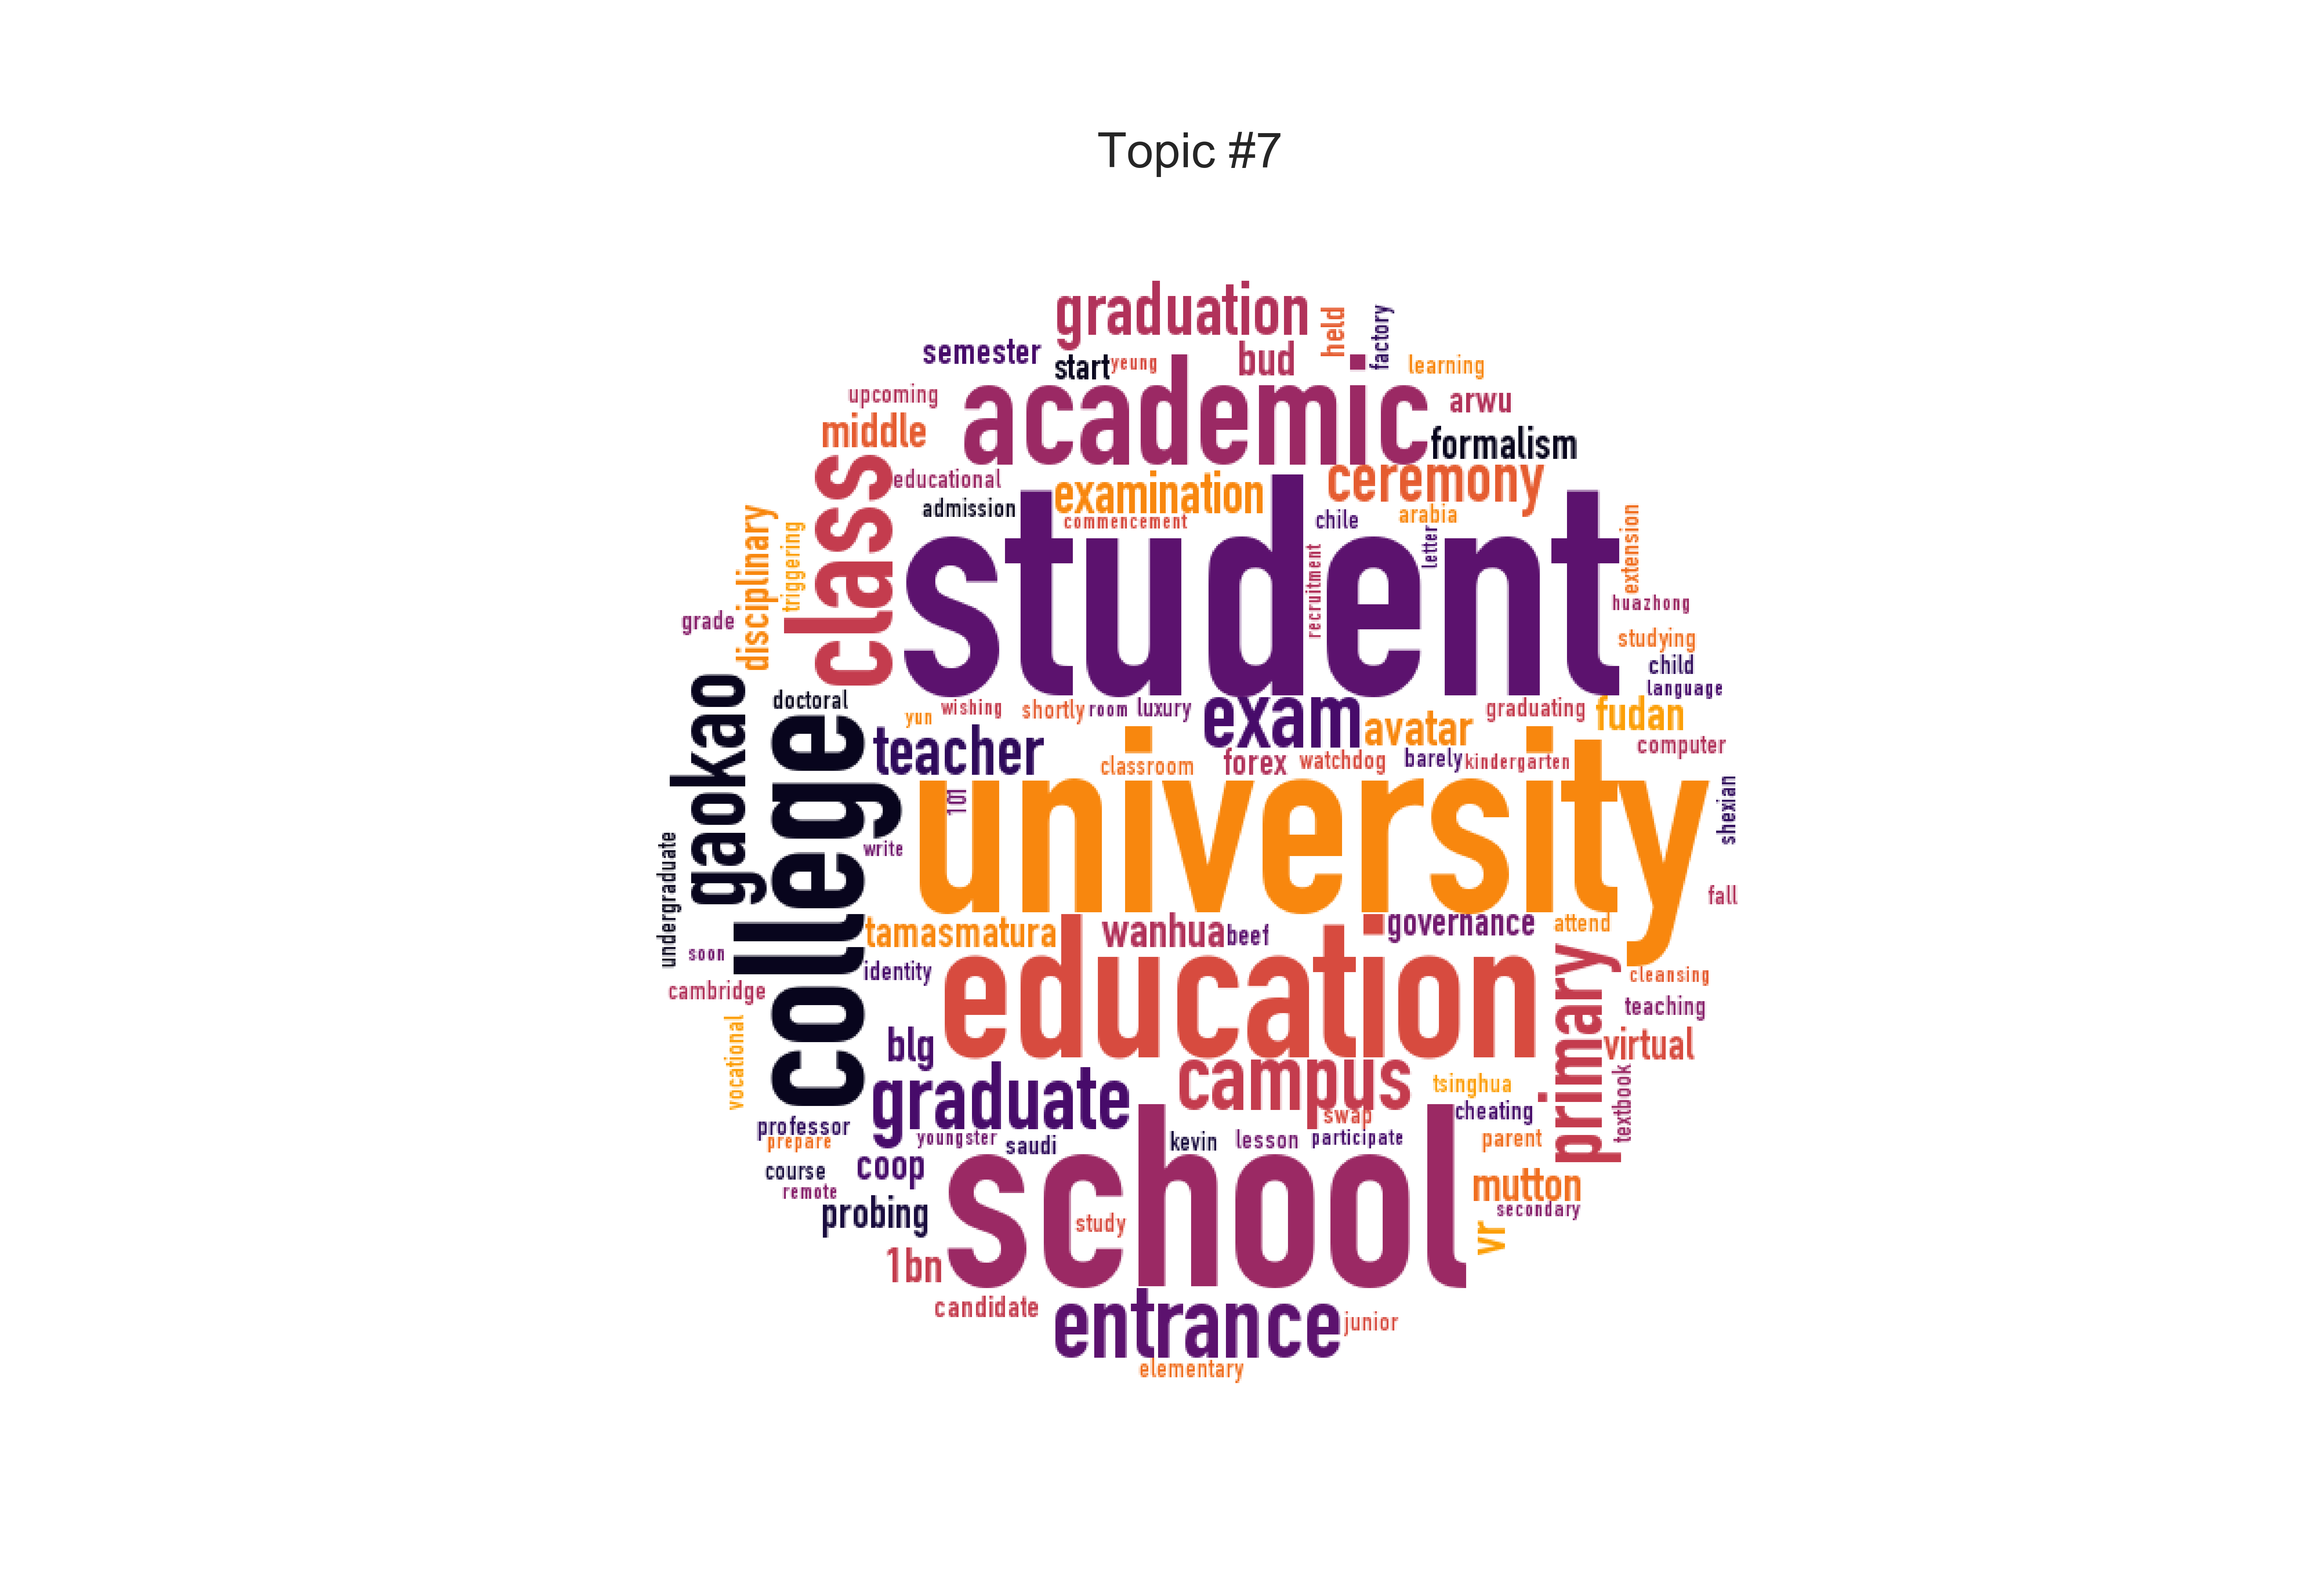 Topic #7
graduation
held
factory
semester
start
yeung
bud
learning
upcoming
academic
arwu
middle
formalism
class
educational
examination
ceremony
admission
commencement
chile
arabia
letter
disciplinary
triggering
student
recruitment
extension
huazhong
grade
studying
child
language
gaokao
doctoral
college
yun
wishing
shortly
room
luxury
exam
avatar
graduating
fudan
teacher
classroom
forex
watchdog
barely
kindergarten
computer
101
university
shexian
write
undergraduate
fall
tamasmatura
wanhua
beef
governance
attend
soon
identity
education
primary
cleansing
cambridge
teaching
vocational
blg
virtual
graduate
campus
tsinghua
textbook
swap
cheating
professor
prepare
youngster
saudi
kevin
lesson
participate
parent
course
coop
school
mutton
remote
secondary
probing
study
vr
1bn
candidate
entrance
junior
elementary